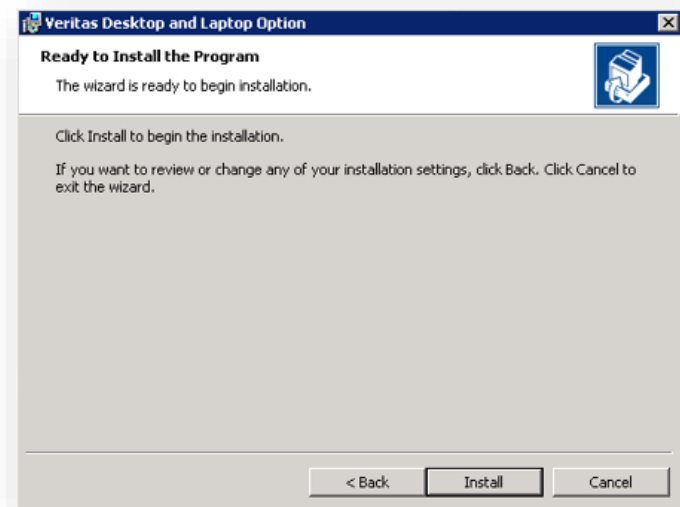 Veritas Desktop and Laptop Option
Ready to Install the Program
The wizard is ready to begin installation.
Click Install to begin the installation.
If you want to review or change any of your installation settings, click Back. Click Cancel to
exit the wizard.
< Back
Install
Cancel